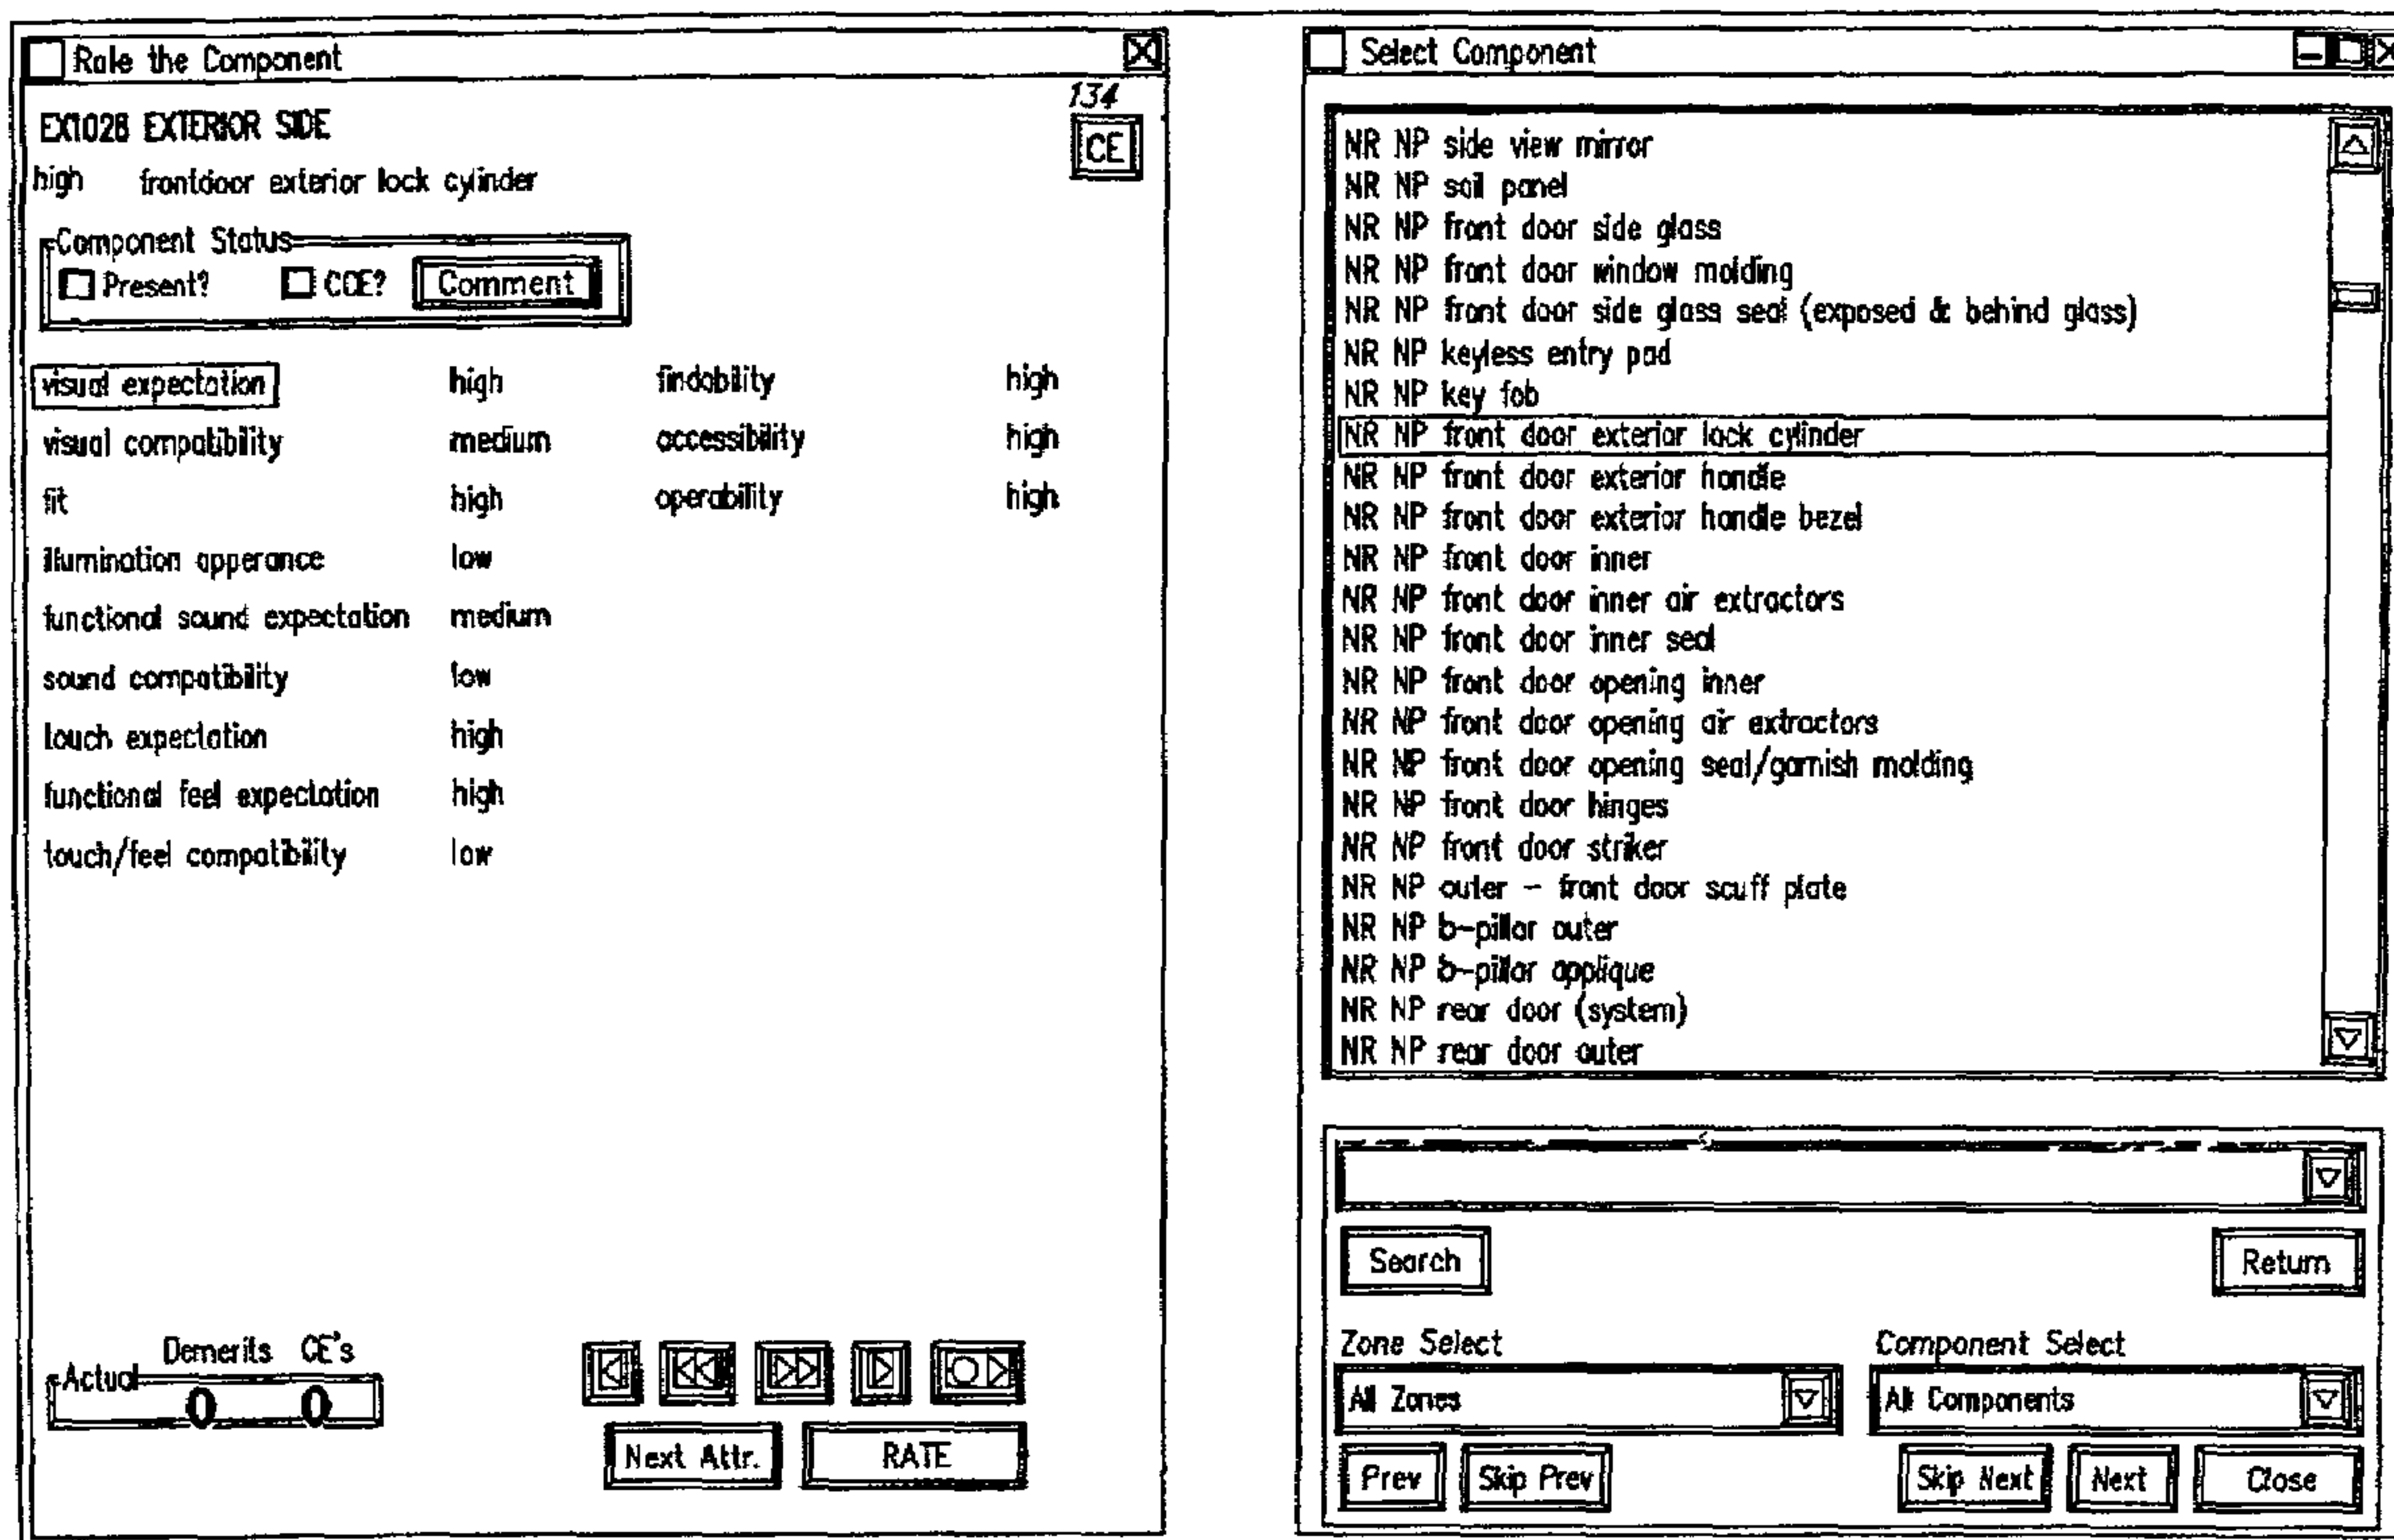 Rate the Component
134
EX1028 EXTERIOR SIDE
CE
high frontdoor exterior lock cylinder
Component Status
Present? COE? Comment
visual expectation high findability high
visual compatibility medium accessibility high
fit high operability high
illumination apperance low
functional sound expectation medium
sound compatibility low
touch expectation high
functional feel expectation high
touch/feel compatibility low
Demerits CE's
Actual 0 0
Next Attr. RATE
Select Component
NR NP side view mirror
NR NP sail panel
NR NP front door side glass
NR NP front door window molding
NR NP front door side glass seal (exposed & behind glass)
NR NP keyless entry pad
NR NP key fob
NR NP front door exterior lock cylinder
NR NP front door exterior handle
NR NP front door exterior handle bezel
NR NP front door inner
NR NP front door inner air extractors
NR NP front door inner seal
NR NP front door opening inner
NR NP front door opening air extractors
NR NP front door opening seal/garnish molding
NR NP front door hinges
NR NP front door striker
NR NP outer - front door scuff plate
NR NP b-pillar outer
NR NP b-pillar applique
NR NP rear door (system)
NR NP rear door outer
Search Return
Zone Select Component Select
All Zones All Components
Prev Skip Prev Skip Next Next Close